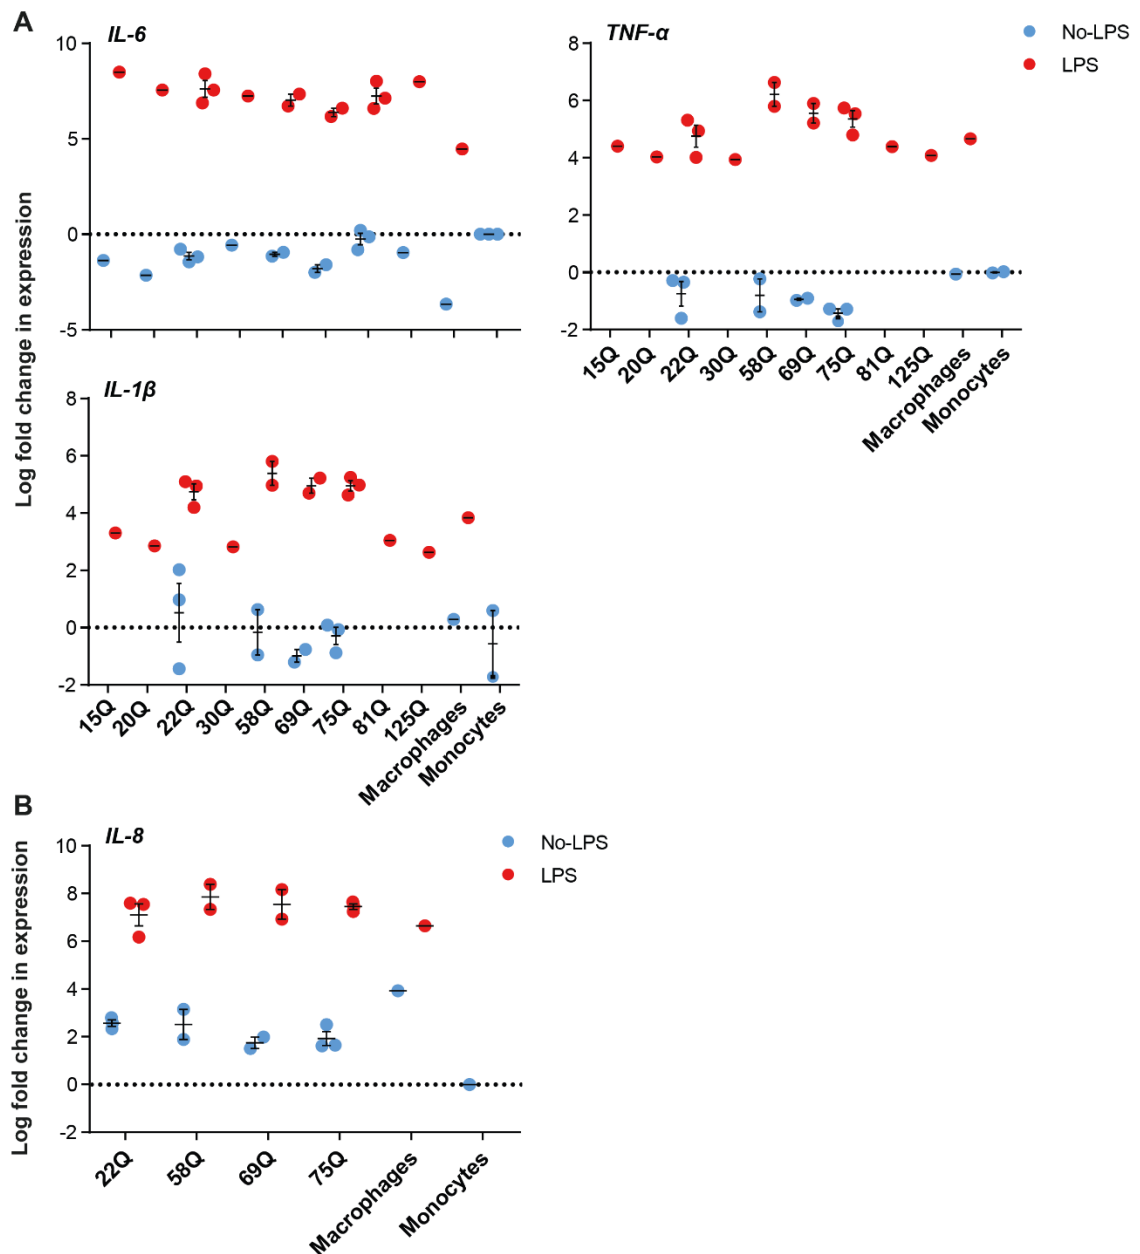 A
IL-6
TNF-α
No-LPS
LPS
Log fold change in expression
10
5
0
-5
8
6
4
2
0
-2
15Q
20Q
22Q
30Q
58Q
69Q
75Q
81Q
125Q
Macrophages
Monocytes
IL-1β
8
6
4
2
0
-2
15Q
20Q
22Q
30Q
58Q
69Q
75Q
81Q
125Q
Macrophages
Monocytes
B
IL-8
No-LPS
LPS
Log fold change in expression
10
8
6
4
2
0
-2
22Q
58Q
69Q
75Q
Macrophages
Monocytes